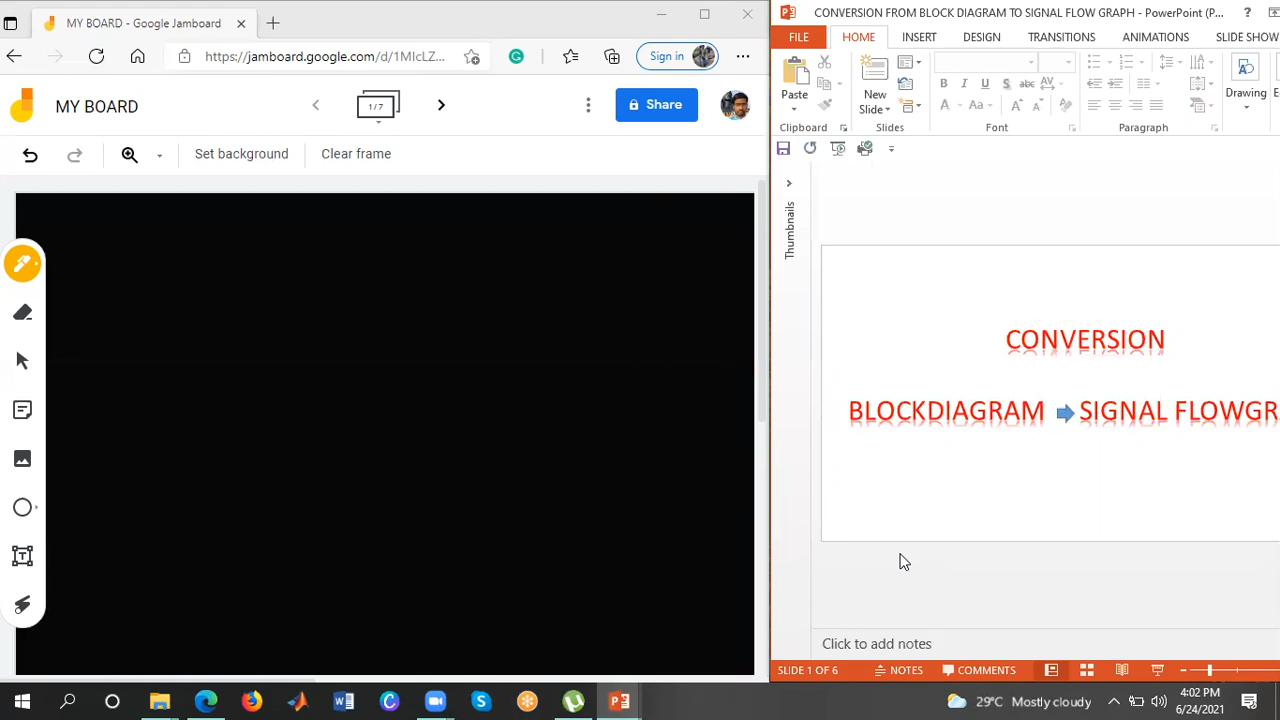 MY BOARD - Google Jamboard
https://jamboard.google.com/d/1MIcl7...
Sign in
MY BOARD
1/7
Share
Set background
Clear frame
CONVERSION FROM BLOCK DIAGRAM TO SIGNAL FLOW GRAPH - PowerPoint (P...
FILE
HOME
INSERT
DESIGN
TRANSITIONS
ANIMATIONS
SLIDE SHOW
Paste
New
Slide
Drawing
Clipboard
Slides
Font
Paragraph
Thumbnails
CONVERSION
BLOCKDIAGRAM SIGNAL FLOWGR
Click to add notes
SLIDE 1 OF 6
NOTES
COMMENTS
29°C Mostly cloudy
4:02 PM
6/24/2021